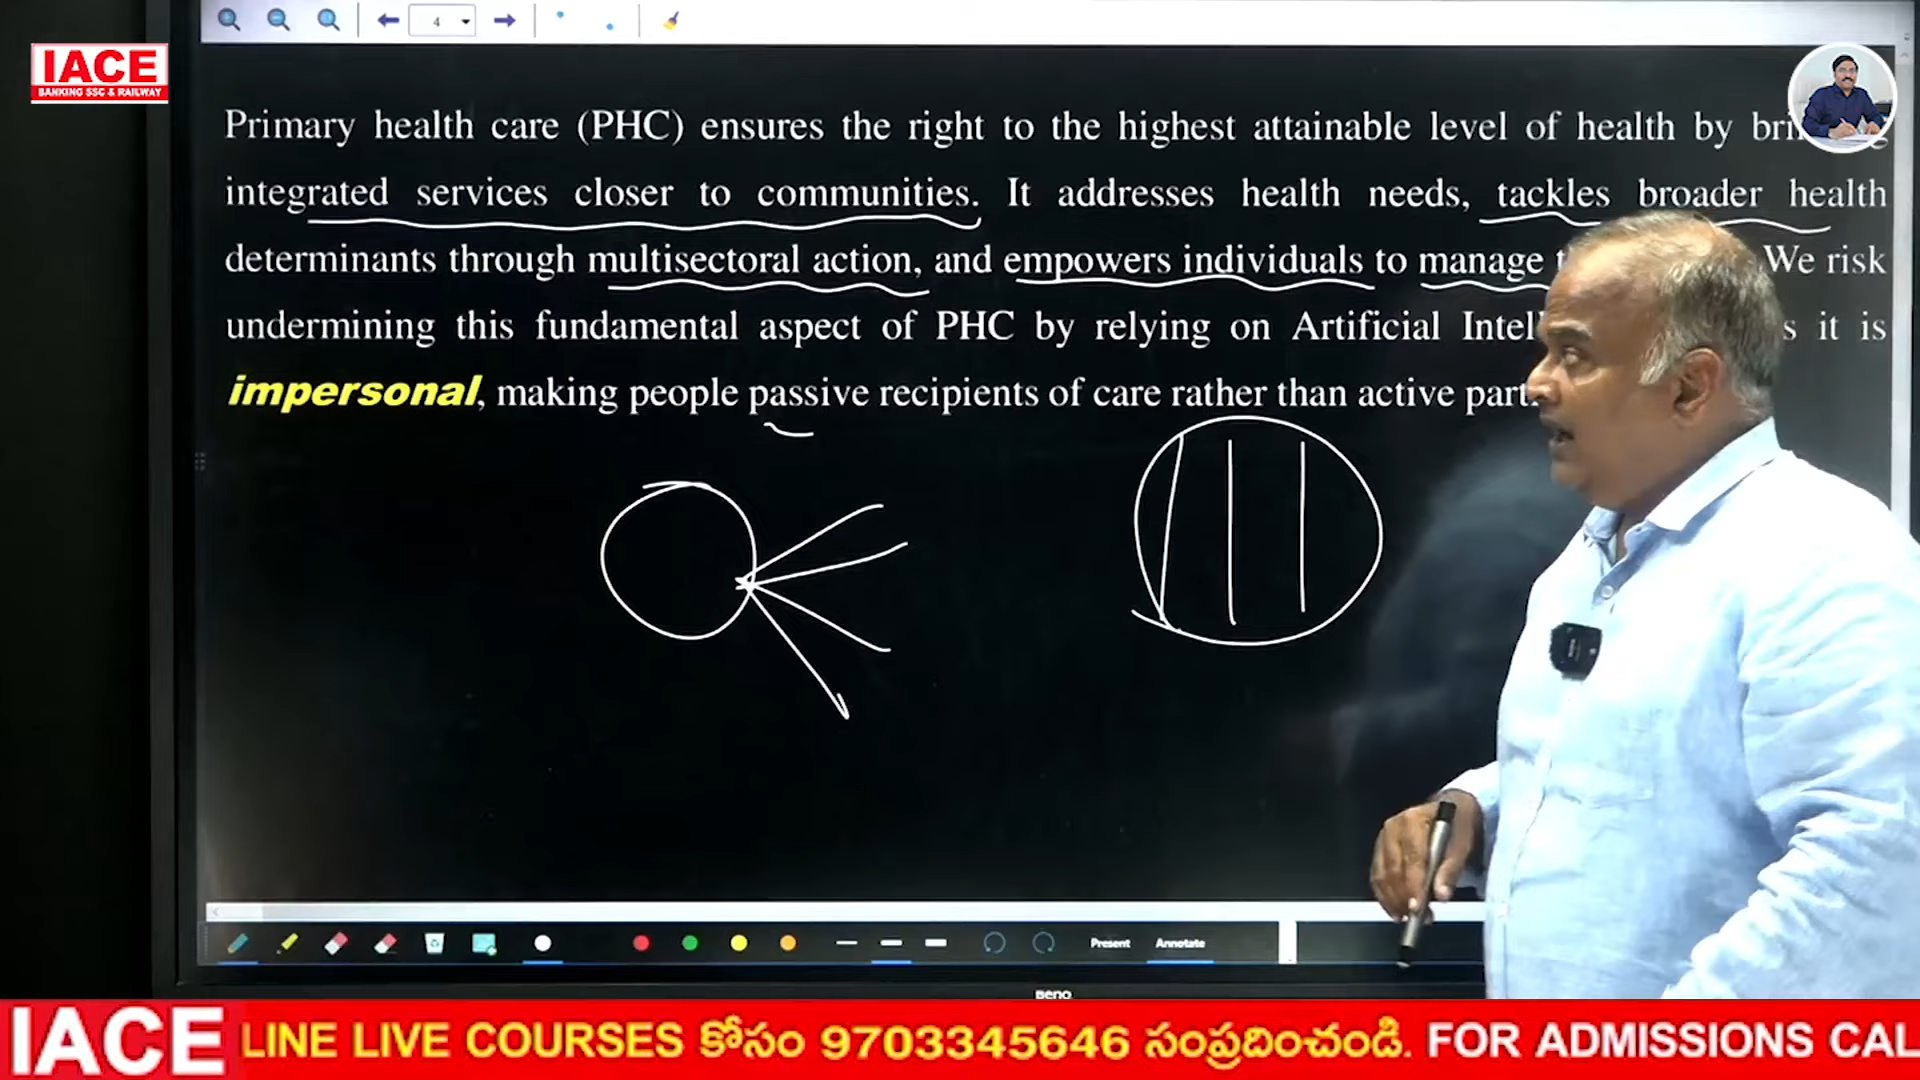 4
IACE
BANKING SSC & RAILWAY
Primary health care (PHC) ensures the right to the highest attainable level of health by
integrated services closer to communities. It addresses health needs, tackles broader health
determinants through multisectoral action, and empowers individuals to manage We risk
undermining this fundamental aspect of PHC by relying on Artificial it is
impersonal, making people passive recipients of care rather than active
Present Annotate
BenQ
IACE LINE LIVE COURSES కోసం 9703345646 సంప్రదించండి. FOR ADMISSIONS CAL